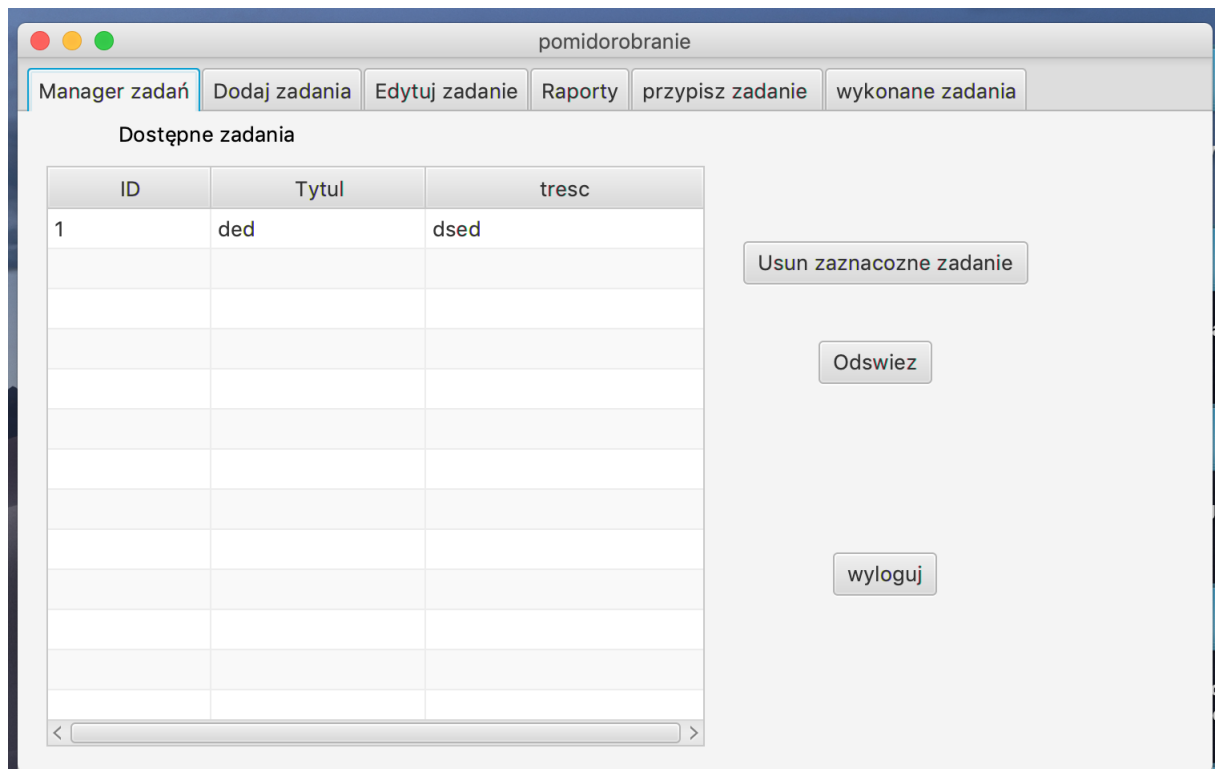 pomidorobranie
Manager zadań Dodaj zadania Edytuj zadanie Raporty przypisz zadanie wykonane zadania
Dostępne zadania
ID Tytul tresc
1 ded dsed
Usun zaznacozne zadanie
Odswiez
wyloguj